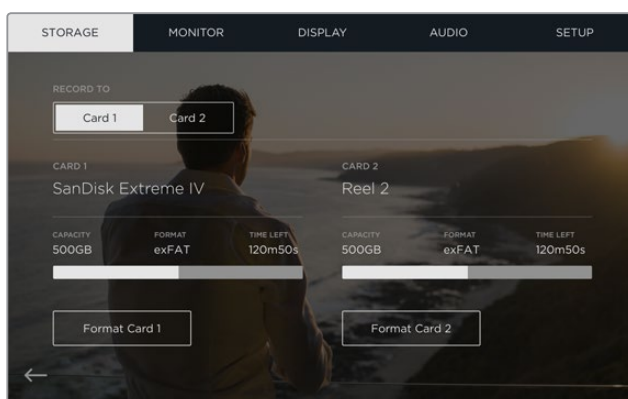 STORAGE MONITOR DISPLAY AUDIO SETUP
RECORD TO
Card 1 Card 2
CARD 1 CARD 2
SanDisk Extreme IV Reel 2
CAPACITY FORMAT TIME LEFT CAPACITY FORMAT TIME LEFT
500GB exFAT 120m50s 500GB exFAT 120m50s
Format Card 1 Format Card 2